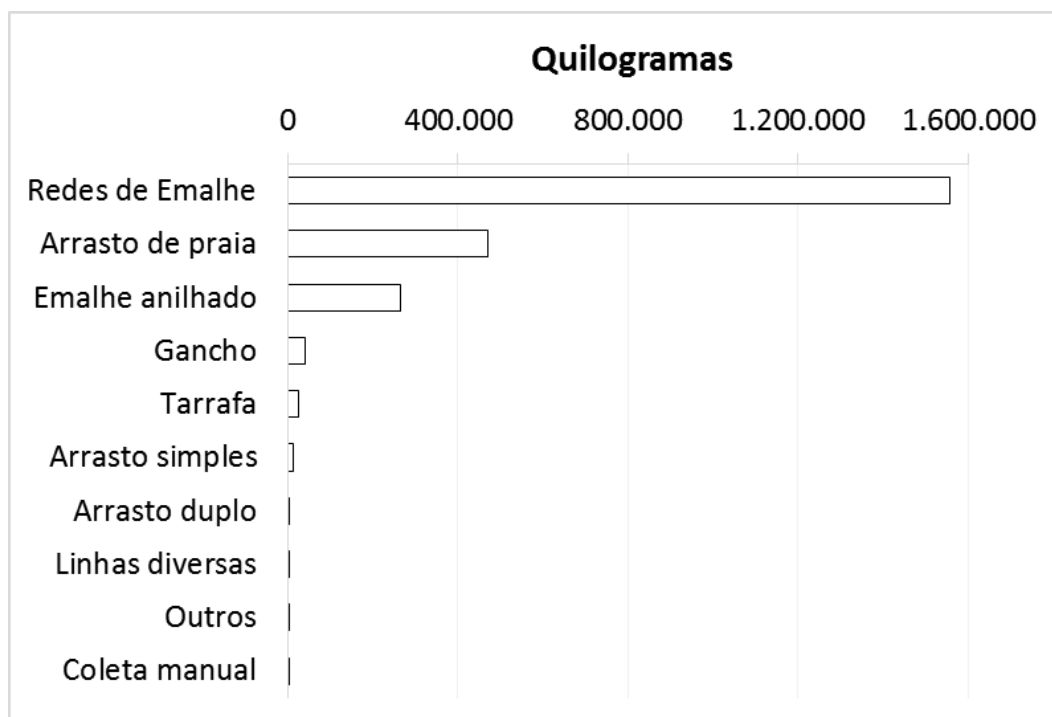 Quilogramas
0 400.000 800.000 1.200.000 1.600.000
Redes de Emalhe
Arrasto de praia
Emalhe anilhado
Gancho
Tarrafa
Arrasto simples
Arrasto duplo
Linhas diversas
Outros
Coleta manual